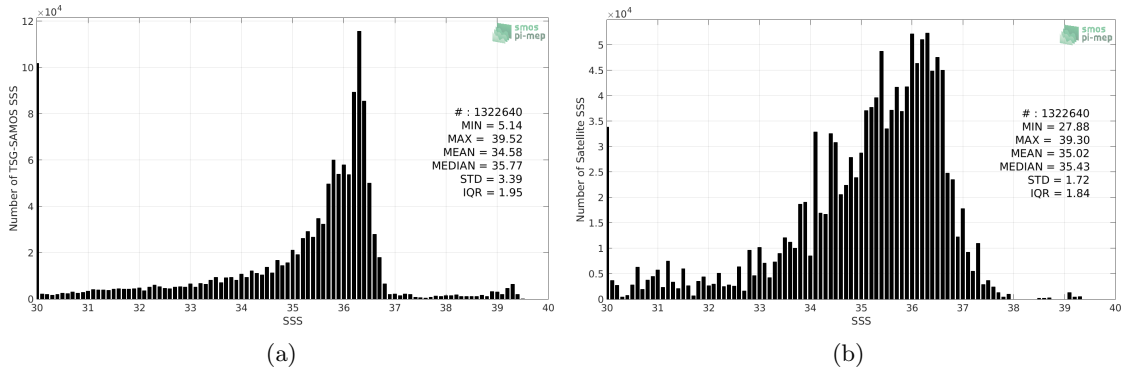 ×10⁴
12
10
8
6
4
2
0
30 31 32 33 34 35 36 37 38 39 40
SSS
Number of TSG-SAMOS SSS
smos
pi-mep
# : 1322640
MIN = 5.14
MAX = 39.52
MEAN = 34.58
MEDIAN = 35.77
STD = 3.39
IQR = 1.95
(a)
×10⁴
5
4.5
4
3.5
3
2.5
2
1.5
1
0.5
0
30 31 32 33 34 35 36 37 38 39 40
SSS
Number of Satellite SSS
smos
pi-mep
# : 1322640
MIN = 27.88
MAX = 39.30
MEAN = 35.02
MEDIAN = 35.43
STD = 1.72
IQR = 1.84
(b)